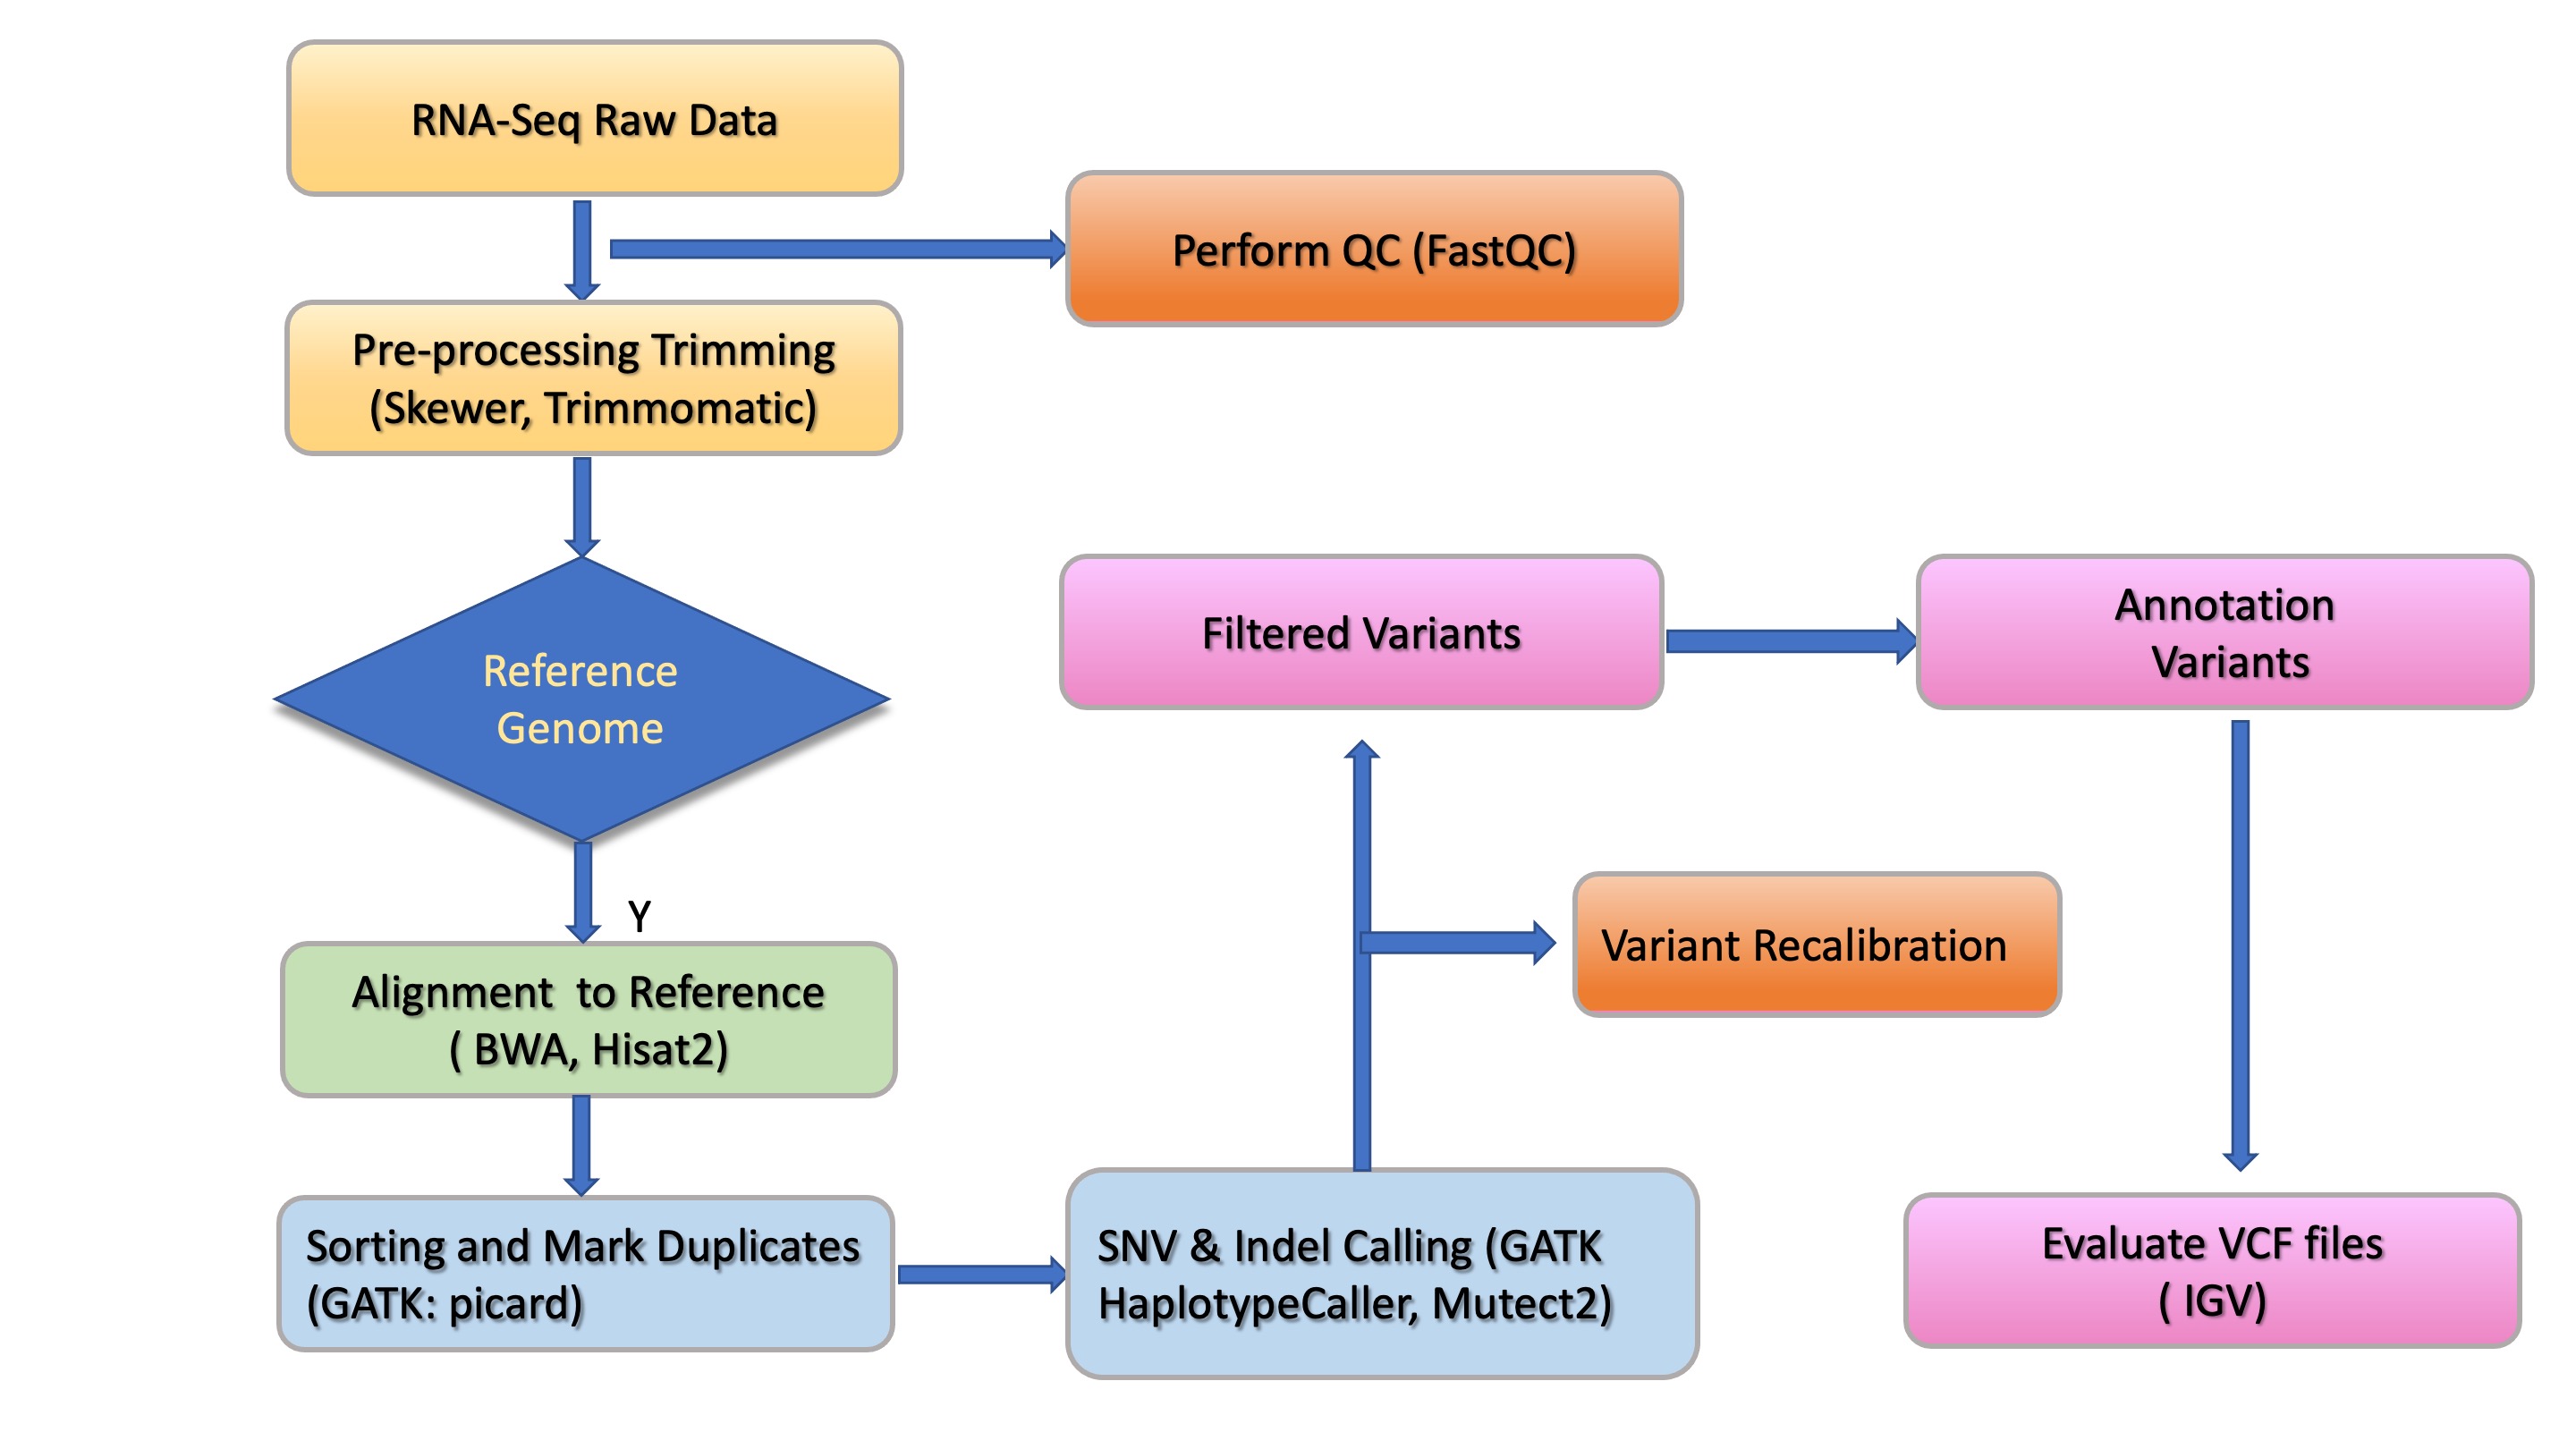 RNA-Seq Raw Data
Perform QC (FastQC)
Pre-processing Trimming
(Skewer, Trimmomatic)
Reference
Genome
Filtered Variants
Annotation
Variants
Y
Variant Recalibration
Alignment  to Reference
( BWA, Hisat2)
Sorting and Mark Duplicates
(GATK: picard)
SNV & Indel Calling (GATK
HaplotypeCaller, Mutect2)
Evaluate VCF files
( IGV)